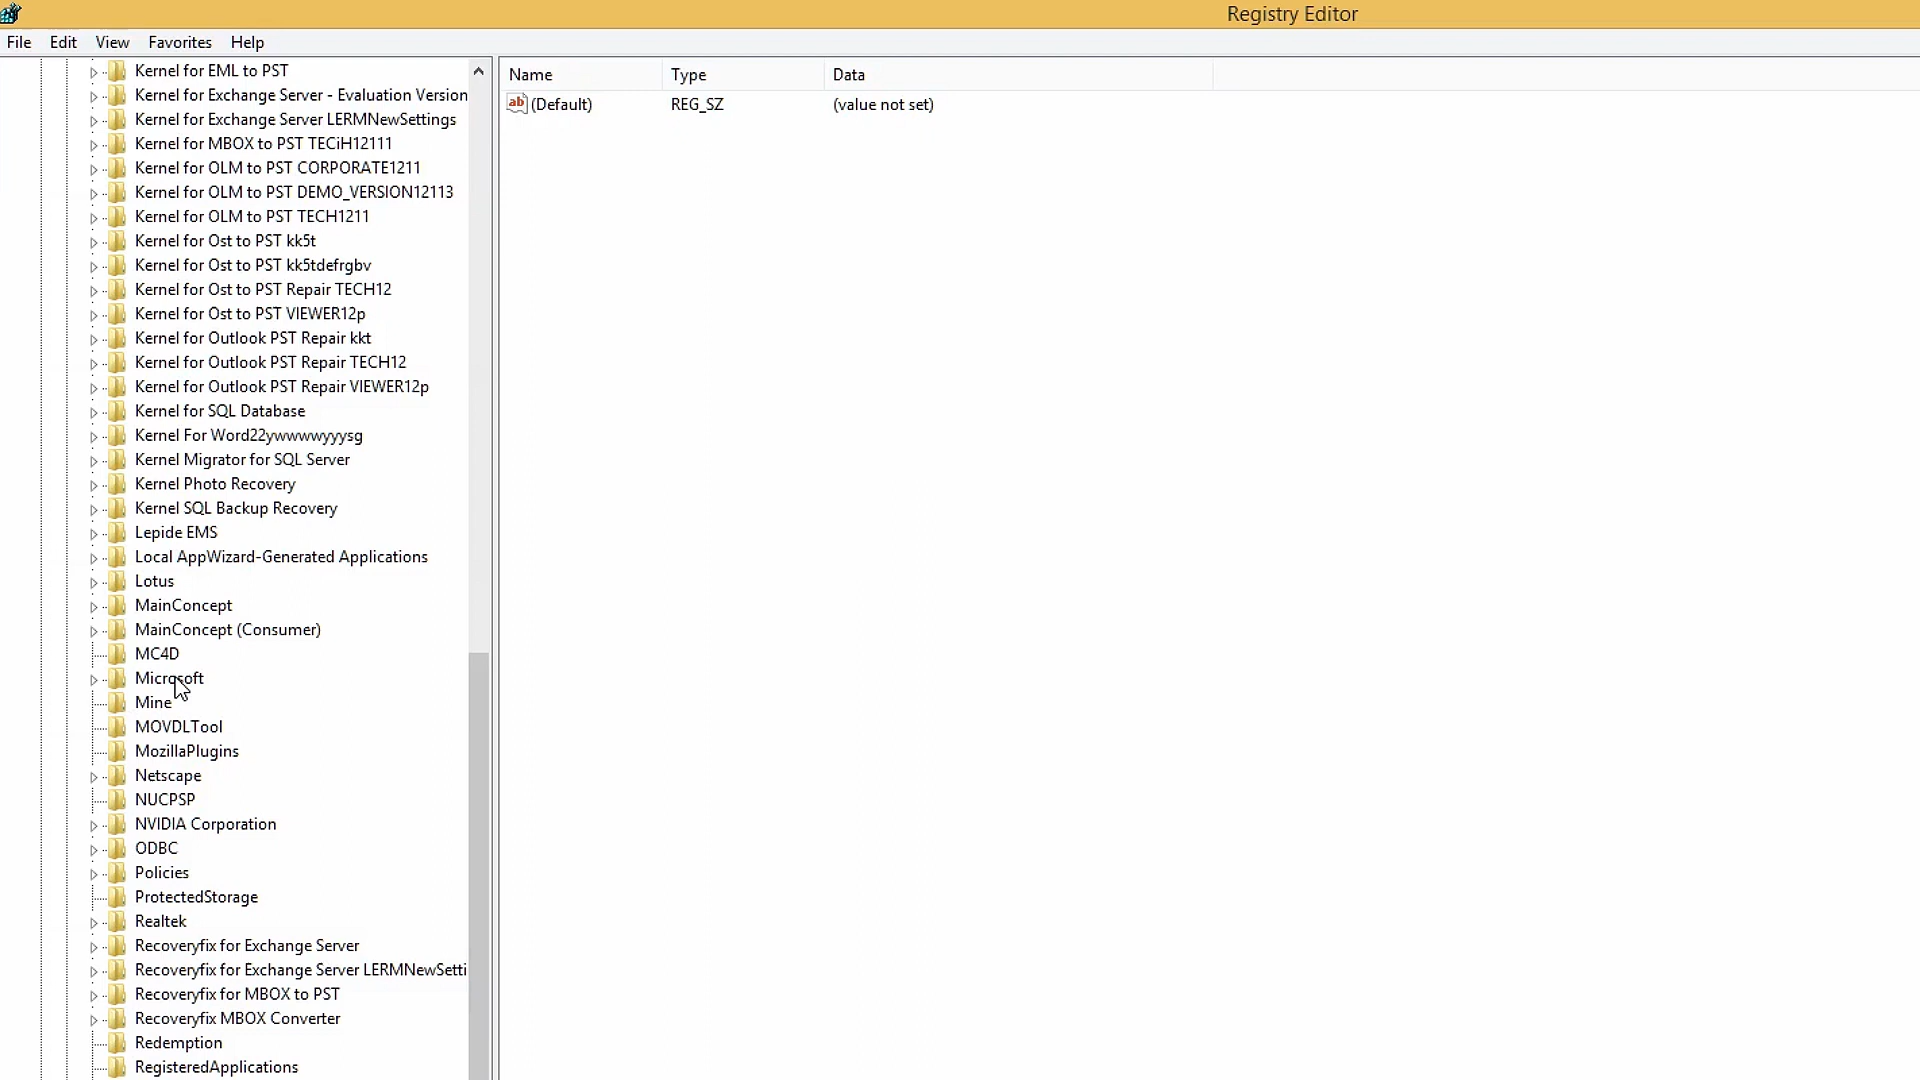 Registry Editor
File Edit View Favorites Help
Name Type Data
ab (Default) REG_SZ (value not set)
Kernel for EML to PST
Kernel for Exchange Server - Evaluation Version
Kernel for Exchange Server LERMNewSettings
Kernel for MBOX to PST TECiH12111
Kernel for OLM to PST CORPORATE1211
Kernel for OLM to PST DEMO_VERSION12113
Kernel for OLM to PST TECH1211
Kernel for Ost to PST kk5t
Kernel for Ost to PST kk5tdefrgbv
Kernel for Ost to PST Repair TECH12
Kernel for Ost to PST VIEWER12p
Kernel for Outlook PST Repair kkt
Kernel for Outlook PST Repair TECH12
Kernel for Outlook PST Repair VIEWER12p
Kernel for SQL Database
Kernel For Word22ywwwwyyysg
Kernel Migrator for SQL Server
Kernel Photo Recovery
Kernel SQL Backup Recovery
Lepide EMS
Local AppWizard-Generated Applications
Lotus
MainConcept
MainConcept (Consumer)
MC4D
Microsoft
Mine
MOVDLTool
MozillaPlugins
Netscape
NUCPSP
NVIDIA Corporation
ODBC
Policies
ProtectedStorage
Realtek
Recoveryfix for Exchange Server
Recoveryfix for Exchange Server LERMNewSetti
Recoveryfix for MBOX to PST
Recoveryfix MBOX Converter
Redemption
RegisteredApplications